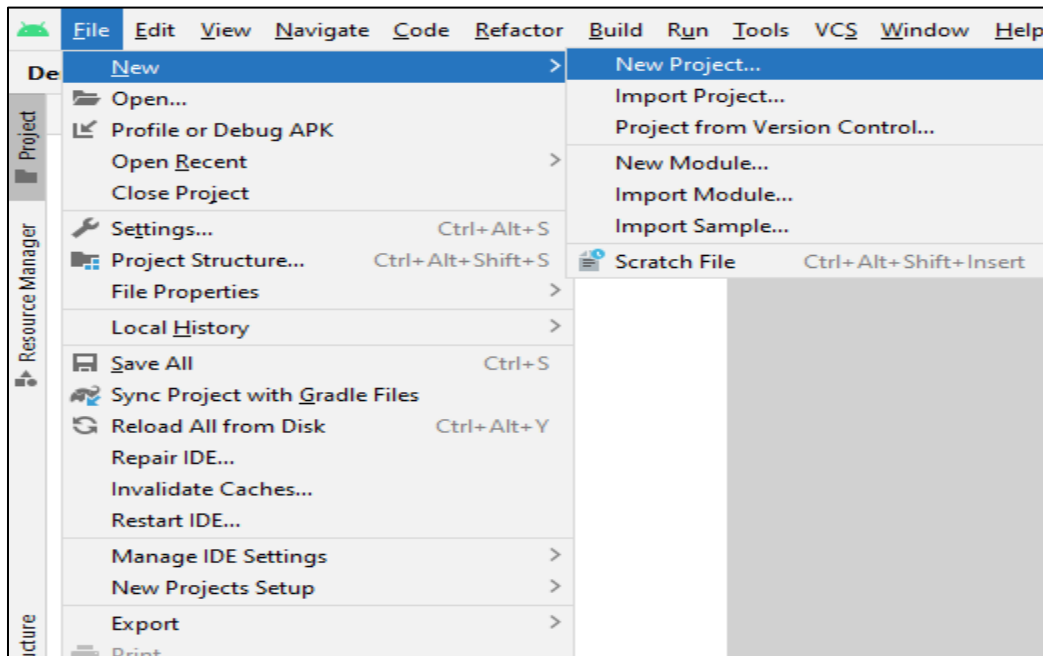 File Edit View Navigate Code Refactor Build Run Tools VCS Window Help
De
New
Open...
Profile or Debug APK
Open Recent
Close Project
Settings... Ctrl+Alt+S
Project Structure... Ctrl+Alt+Shift+S
File Properties
Local History
Save All Ctrl+S
Sync Project with Gradle Files
Reload All from Disk Ctrl+Alt+Y
Repair IDE...
Invalidate Caches...
Restart IDE...
Manage IDE Settings
New Projects Setup
Export
Print
New Project...
Import Project...
Project from Version Control...
New Module...
Import Module...
Import Sample...
Scratch File Ctrl+Alt+Shift+Insert
Project
Resource Manager
cture